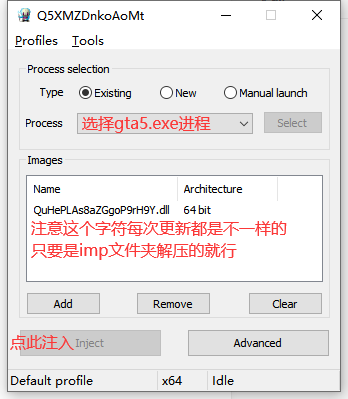 Q5XMZDnkoAoMt
Profiles Tools
Process selection
Type Existing New Manual launch
Process 选择gta5.exe进程 Select
Images
Name Architecture
QuHePLAs8aZGgoP9rH9Y.dll 64 bit
注意这个字符每次更新都是不一样的
只要是imp文件夹解压的就行
Add Remove Clear
点此注入 Inject Advanced
Default profile x64 Idle